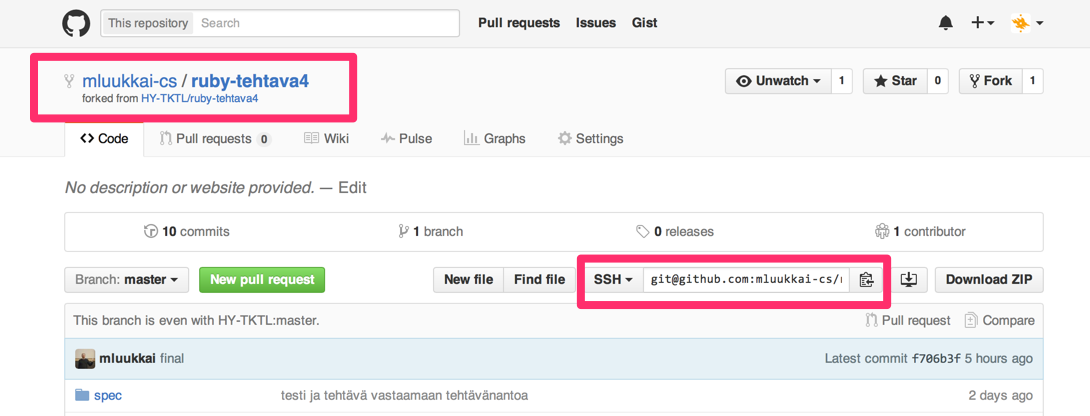 This repository Search Pull requests Issues Gist
mluukkai-cs / ruby-tehtava4 Unwatch 1 Star 0 Fork 1
forked from HY-TKTL/ruby-tehtava4
Code Pull requests 0 Wiki Pulse Graphs Settings
No description or website provided. — Edit
10 commits 1 branch 0 releases 1 contributor
Branch: master New pull request New file Find file SSH git@github.com:mluukkai-cs/ Download ZIP
This branch is even with HY-TKTL:master. Pull request Compare
mluukkai final Latest commit f706b3f 5 hours ago
spec testi ja tehtävä vastaamaan tehtävänantoa 2 days ago